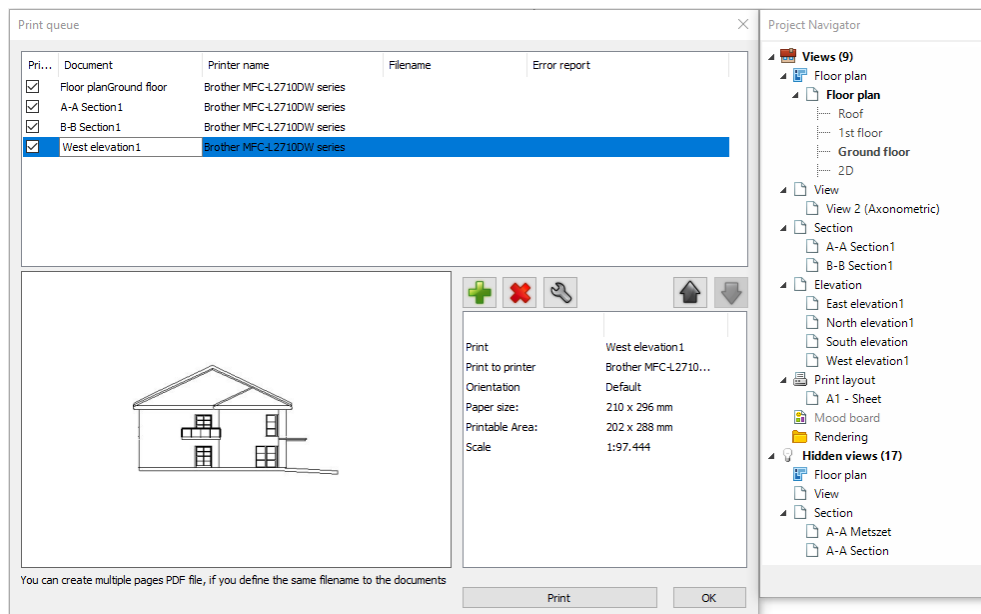 Print queue
Pri... Document Printer name Filename Error report
Floor planGround floor Brother MFC-L2710DW series
A-A Section1 Brother MFC-L2710DW series
B-B Section1 Brother MFC-L2710DW series
West elevation1 Brother MFC-L2710DW series
Print West elevation1
Print to printer Brother MFC-L2710...
Orientation Default
Paper size: 210 x 296 mm
Printable Area: 202 x 288 mm
Scale 1:97.444
You can create multiple pages PDF file, if you define the same filename to the documents
Print OK
Project Navigator
Views (9)
Floor plan
Floor plan
Roof
1st floor
Ground floor
2D
View
View 2 (Axonometric)
Section
A-A Section1
B-B Section1
Elevation
East elevation1
North elevation1
South elevation
West elevation1
Print layout
A1 - Sheet
Mood board
Rendering
Hidden views (17)
Floor plan
View
Section
A-A Metszet
A-A Section